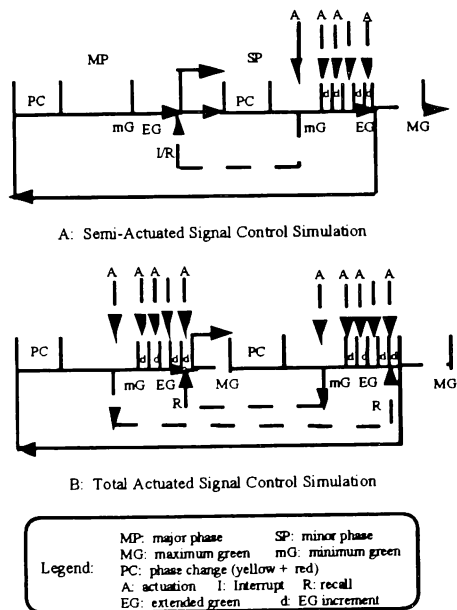 A A A A
MP SP
PC PC
d d d d
mG EG mG EG MG
I/R
A: Semi-Actuated Signal Control Simulation
A A A A A A A A
PC PC
d d d d d d d d
mG EG MG mG EG MG
R R
B: Total Actuated Signal Control Simulation
Legend:
MP: major phase SP: minor phase
MG: maximum green mG: minimum green
PC: phase change (yellow + red)
A: actuation I: Interrupt R: recall
EG: extended green d: EG increment